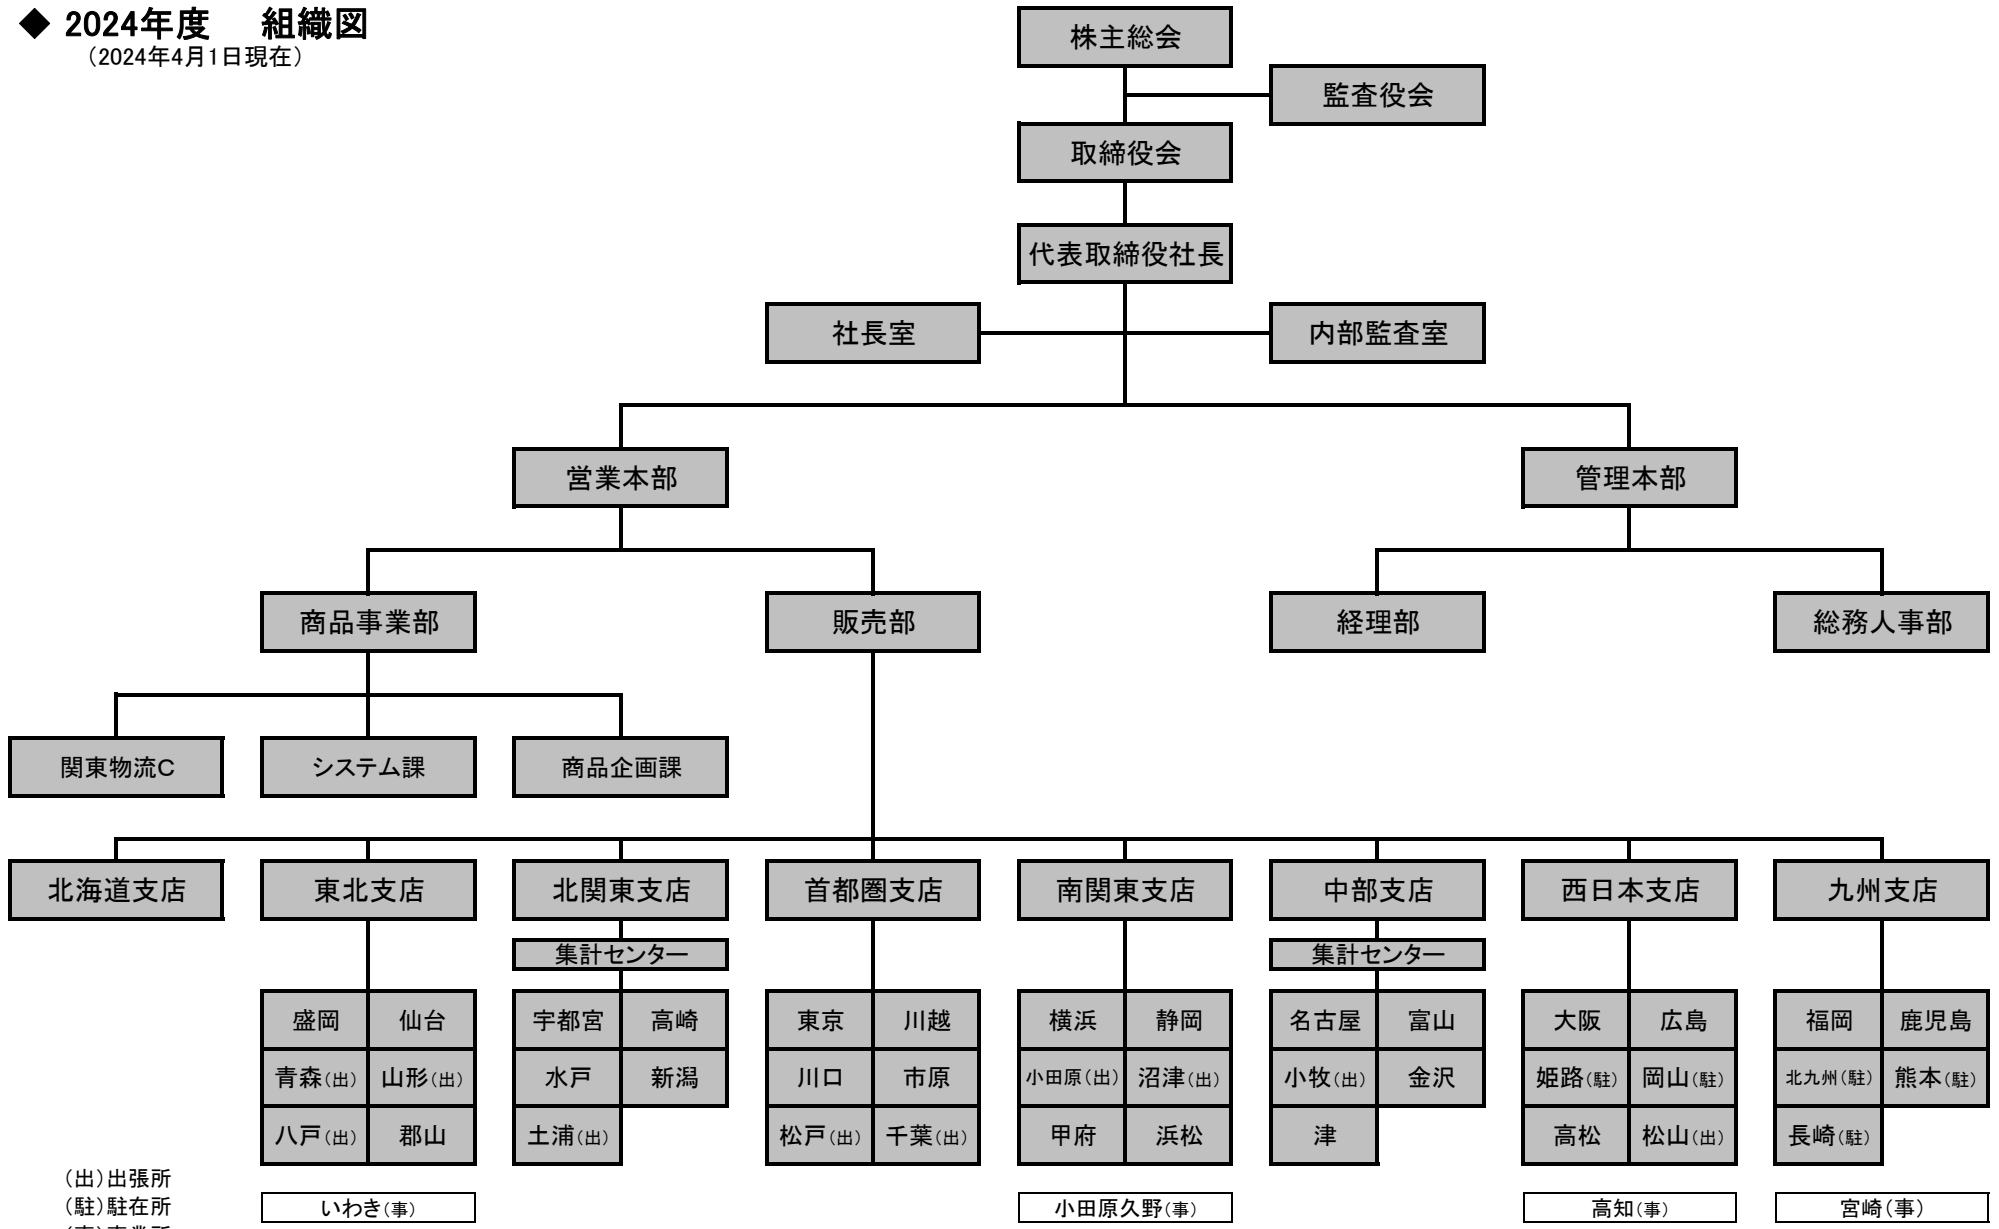 ◆ 2024年度 組織図
（2024年4月1日現在）
株主総会
監査役会
取締役会
代表取締役社長
社長室 内部監査室
営業本部 管理本部
商品事業部 販売部 経理部 総務人事部
関東物流C システム課 商品企画課
北海道支店 東北支店 北関東支店 首都圏支店 南関東支店 中部支店 西日本支店 九州支店
集計センター 集計センター
盛岡 仙台 宇都宮 高崎 東京 川越 横浜 静岡 名古屋 富山 大阪 広島 福岡 鹿児島
青森(出) 山形(出) 水戸 新潟 川口 市原 小田原(出) 沼津(出) 小牧(出) 金沢 姫路(駐) 岡山(駐) 北九州(駐) 熊本(駐)
八戸(出) 郡山 土浦(出) 松戸(出) 千葉(出) 甲府 浜松 津 高松 松山(出) 長崎(駐)
(出)出張所
(駐)駐在所
いわき(事) 小田原久野(事) 高知(事) 宮崎(事)